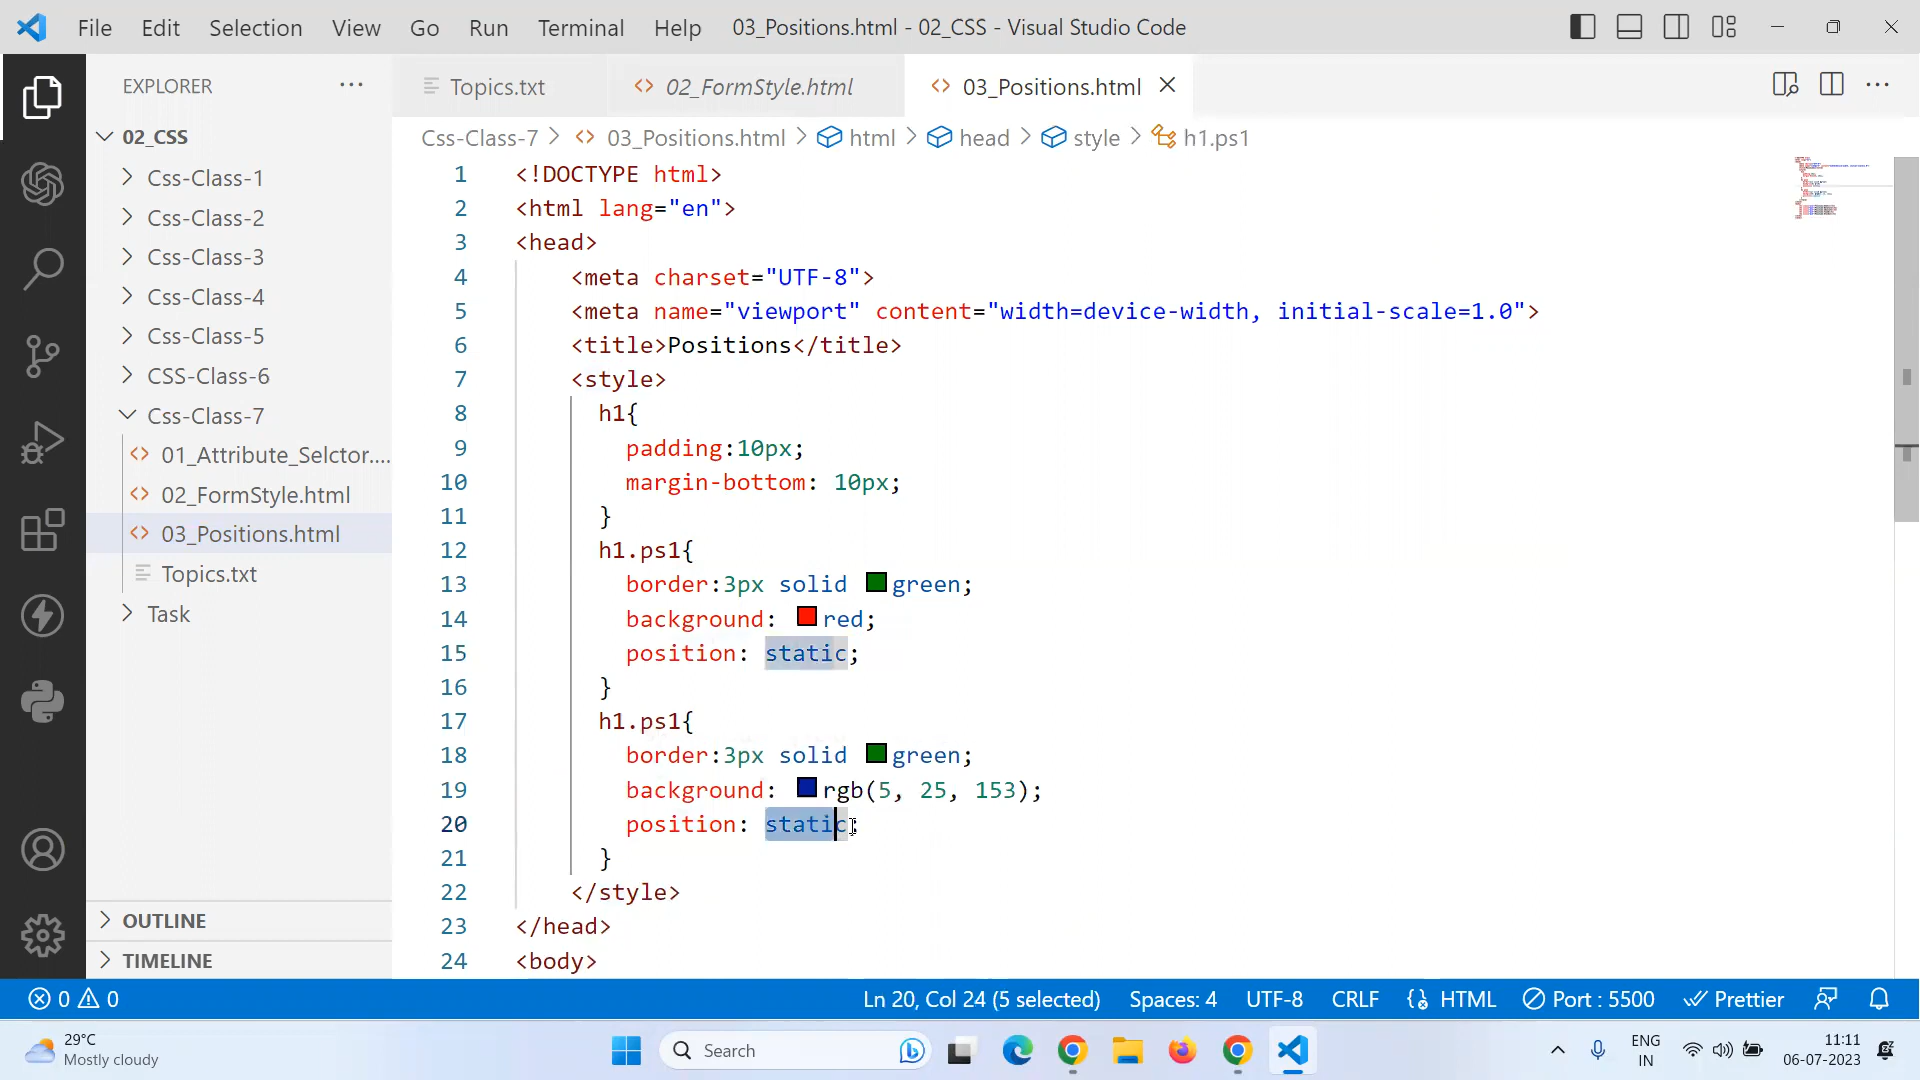 File Edit Selection View Go Run Terminal Help 03_Positions.html - 02_CSS - Visual Studio Code
EXPLORER
Topics.txt
02_FormStyle.html
03_Positions.html
02_CSS
Css-Class-1
Css-Class-2
Css-Class-3
Css-Class-4
Css-Class-5
CSS-Class-6
Css-Class-7
01_Attribute_Selctor....
02_FormStyle.html
03_Positions.html
Topics.txt
Task
OUTLINE
TIMELINE
Css-Class-7 > 03_Positions.html > html > head > style > h1.ps1
1 <!DOCTYPE html>
2 <html lang="en">
3 <head>
4 <meta charset="UTF-8">
5 <meta name="viewport" content="width=device-width, initial-scale=1.0">
6 <title>Positions</title>
7 <style>
8 h1{
9 padding:10px;
10 margin-bottom: 10px;
11 }
12 h1.ps1{
13 border:3px solid green;
14 background: red;
15 position: static;
16 }
17 h1.ps1{
18 border:3px solid green;
19 background: rgb(5, 25, 153);
20 position: static;
21 }
22 </style>
23 </head>
24 <body>
0 0 Ln 20, Col 24 (5 selected) Spaces: 4 UTF-8 CRLF HTML Port : 5500 Prettier
29°C
Mostly cloudy
Search
ENG
IN
11:11
06-07-2023